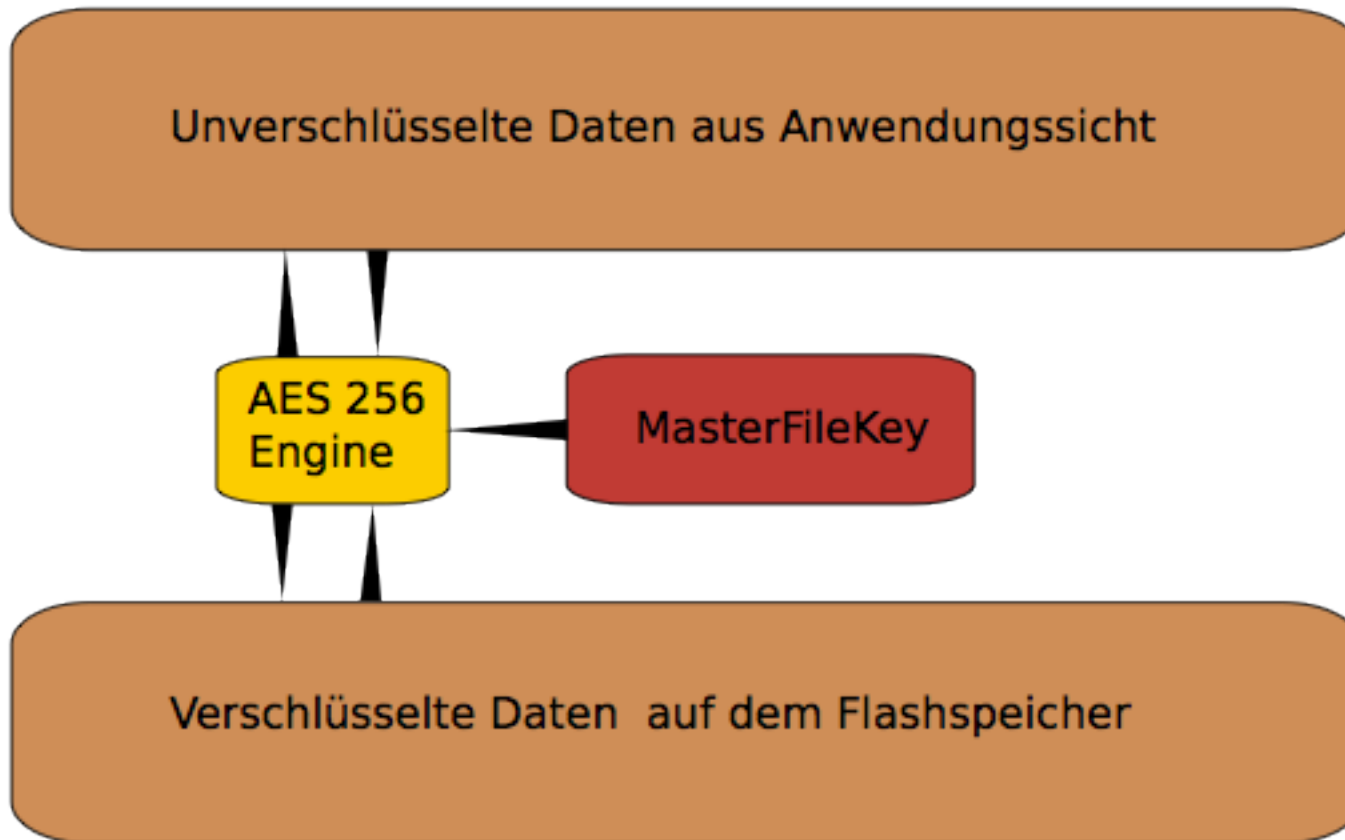 Unverschlüsselte Daten aus Anwendungssicht
AES 256
Engine
MasterFileKey
Verschlüsselte Daten  auf dem Flashspeicher